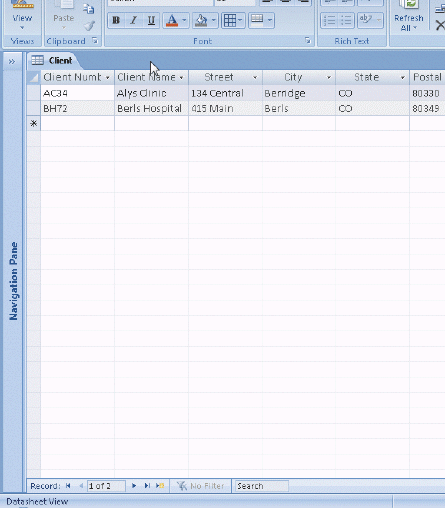 View
Paste
Refresh
All
B I U A
Views Clipboard Font Rich Text
Client
Client Numb Client Name Street City State Postal
AC34 Alys Clinic 134 Central Berridge CO 80330
BH72 Berls Hospital 415 Main Berls CO 80349
Navigation Pane
Record: 1 of 2 No Filter Search
Datasheet View